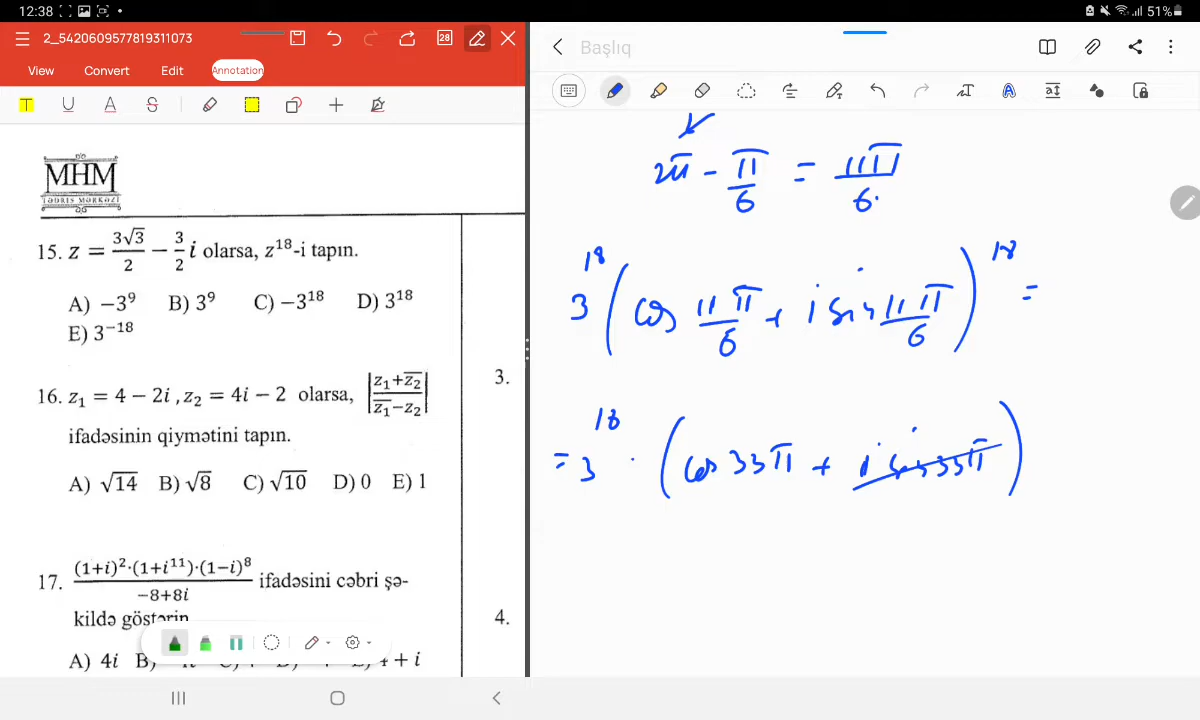 12:38
51%
2_5420609577819311073
28
View Convert Edit Annotation
Başlıq
MHM
TƏDRİS MƏRKƏZİ
15. z = 3√3/2 − 3/2 i olarsa, z¹⁸-i tapın.
A) −3⁹ B) 3⁹ C) −3¹⁸ D) 3¹⁸
E) 3⁻¹⁸
3.
16. z₁ = 4 − 2i , z₂ = 4i − 2 olarsa, |(z₁+z̅₂)/(z̅₁−z₂)|
ifadəsinin qiymətini tapın.
A) √14 B) √8 C) √10 D) 0 E) 1
17. (1+i)²·(1+i¹¹)·(1−i)⁸/(−8+8i) ifadəsini cəbri şə-
kildə göstərin
4.
A) 4i B)
+ i
2π − π/6 = 11π/6
3¹⁸ (cos 11π/6 + i sin 11π/6)¹⁸ =
= 3¹⁸ · (cos 33π + i sin 33π)